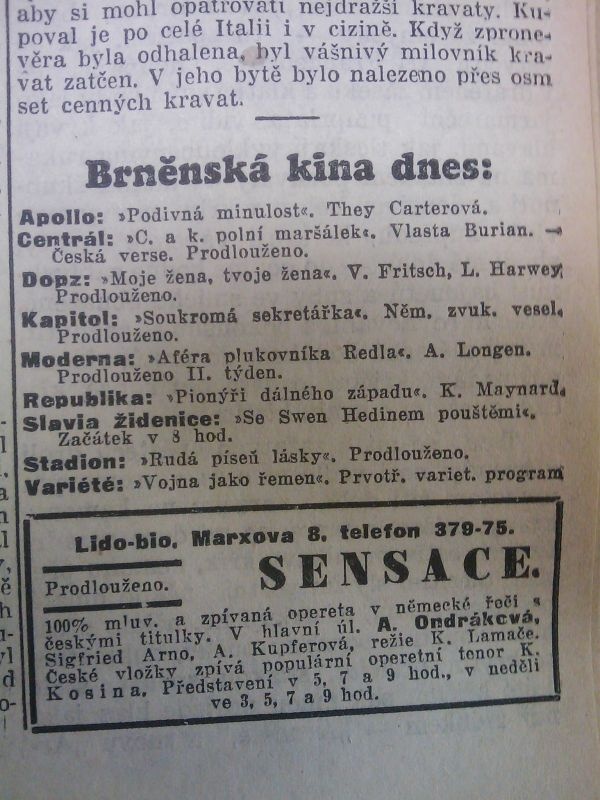 aby si mohl opatrovati nejdražší kravaty. Ku-
poval je po celé Italii i v cizině. Když zprone-
věra byla odhalena, byl vášnivý milovník kra-
vat zatčen. V jeho bytě bylo nalezeno přes osm
set cenných kravat.
Brněnská kina dnes:
Apollo: »Podivná minulost«. They Carterová.
Centrál: »C. a k. polní maršálek«. Vlasta Burian. —
Česká verse. Prodlouženo.
Dopz: »Moje žena, tvoje žena«. V. Fritsch, L. Harwey.
Prodlouženo.
Kapitol: »Soukromá sekretářka«. Něm. zvuk. vesel.
Prodlouženo.
Moderna: »Aféra plukovníka Redla«. A. Longen.
Prodlouženo II. týden.
Republika: »Pionýři dálného západu«. K. Maynard.
Slavia židenice: »Se Swen Hedinem pouštěmi«.
Začátek v 8 hod.
Stadion: »Rudá píseň lásky«. Prodlouženo.
Variété: »Vojna jako řemen«. Prvotř. variet. program
Lido-bio, Marxova 8, telefon 379-75.
Prodlouženo.
SENSACE.
100% mluv. a zpívaná opereta v německé řoči s
českými titulky. V hlavní úl. A. Ondráková,
Sigfried Arno, A. Kupferová, režie K. Lamače.
České vložky zpívá populární operetní tenor K.
Kosina. Představení v 5, 7 a 9 hod., v neděli
ve 3, 5, 7 a 9 hod.